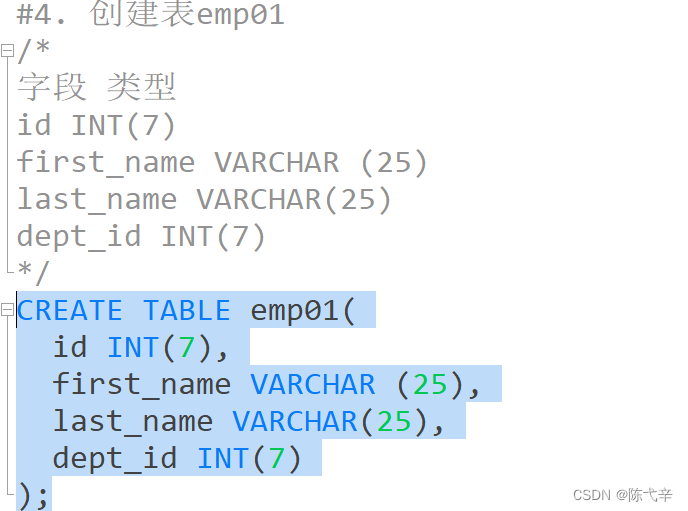 #4. 创建表emp01
/*
字段 类型
id INT(7)
first_name VARCHAR (25)
last_name VARCHAR(25)
dept_id INT(7)
*/
CREATE TABLE emp01(
  id INT(7),
  first_name VARCHAR (25),
  last_name VARCHAR(25),
  dept_id INT(7)
);
CSDN @陈弋辛